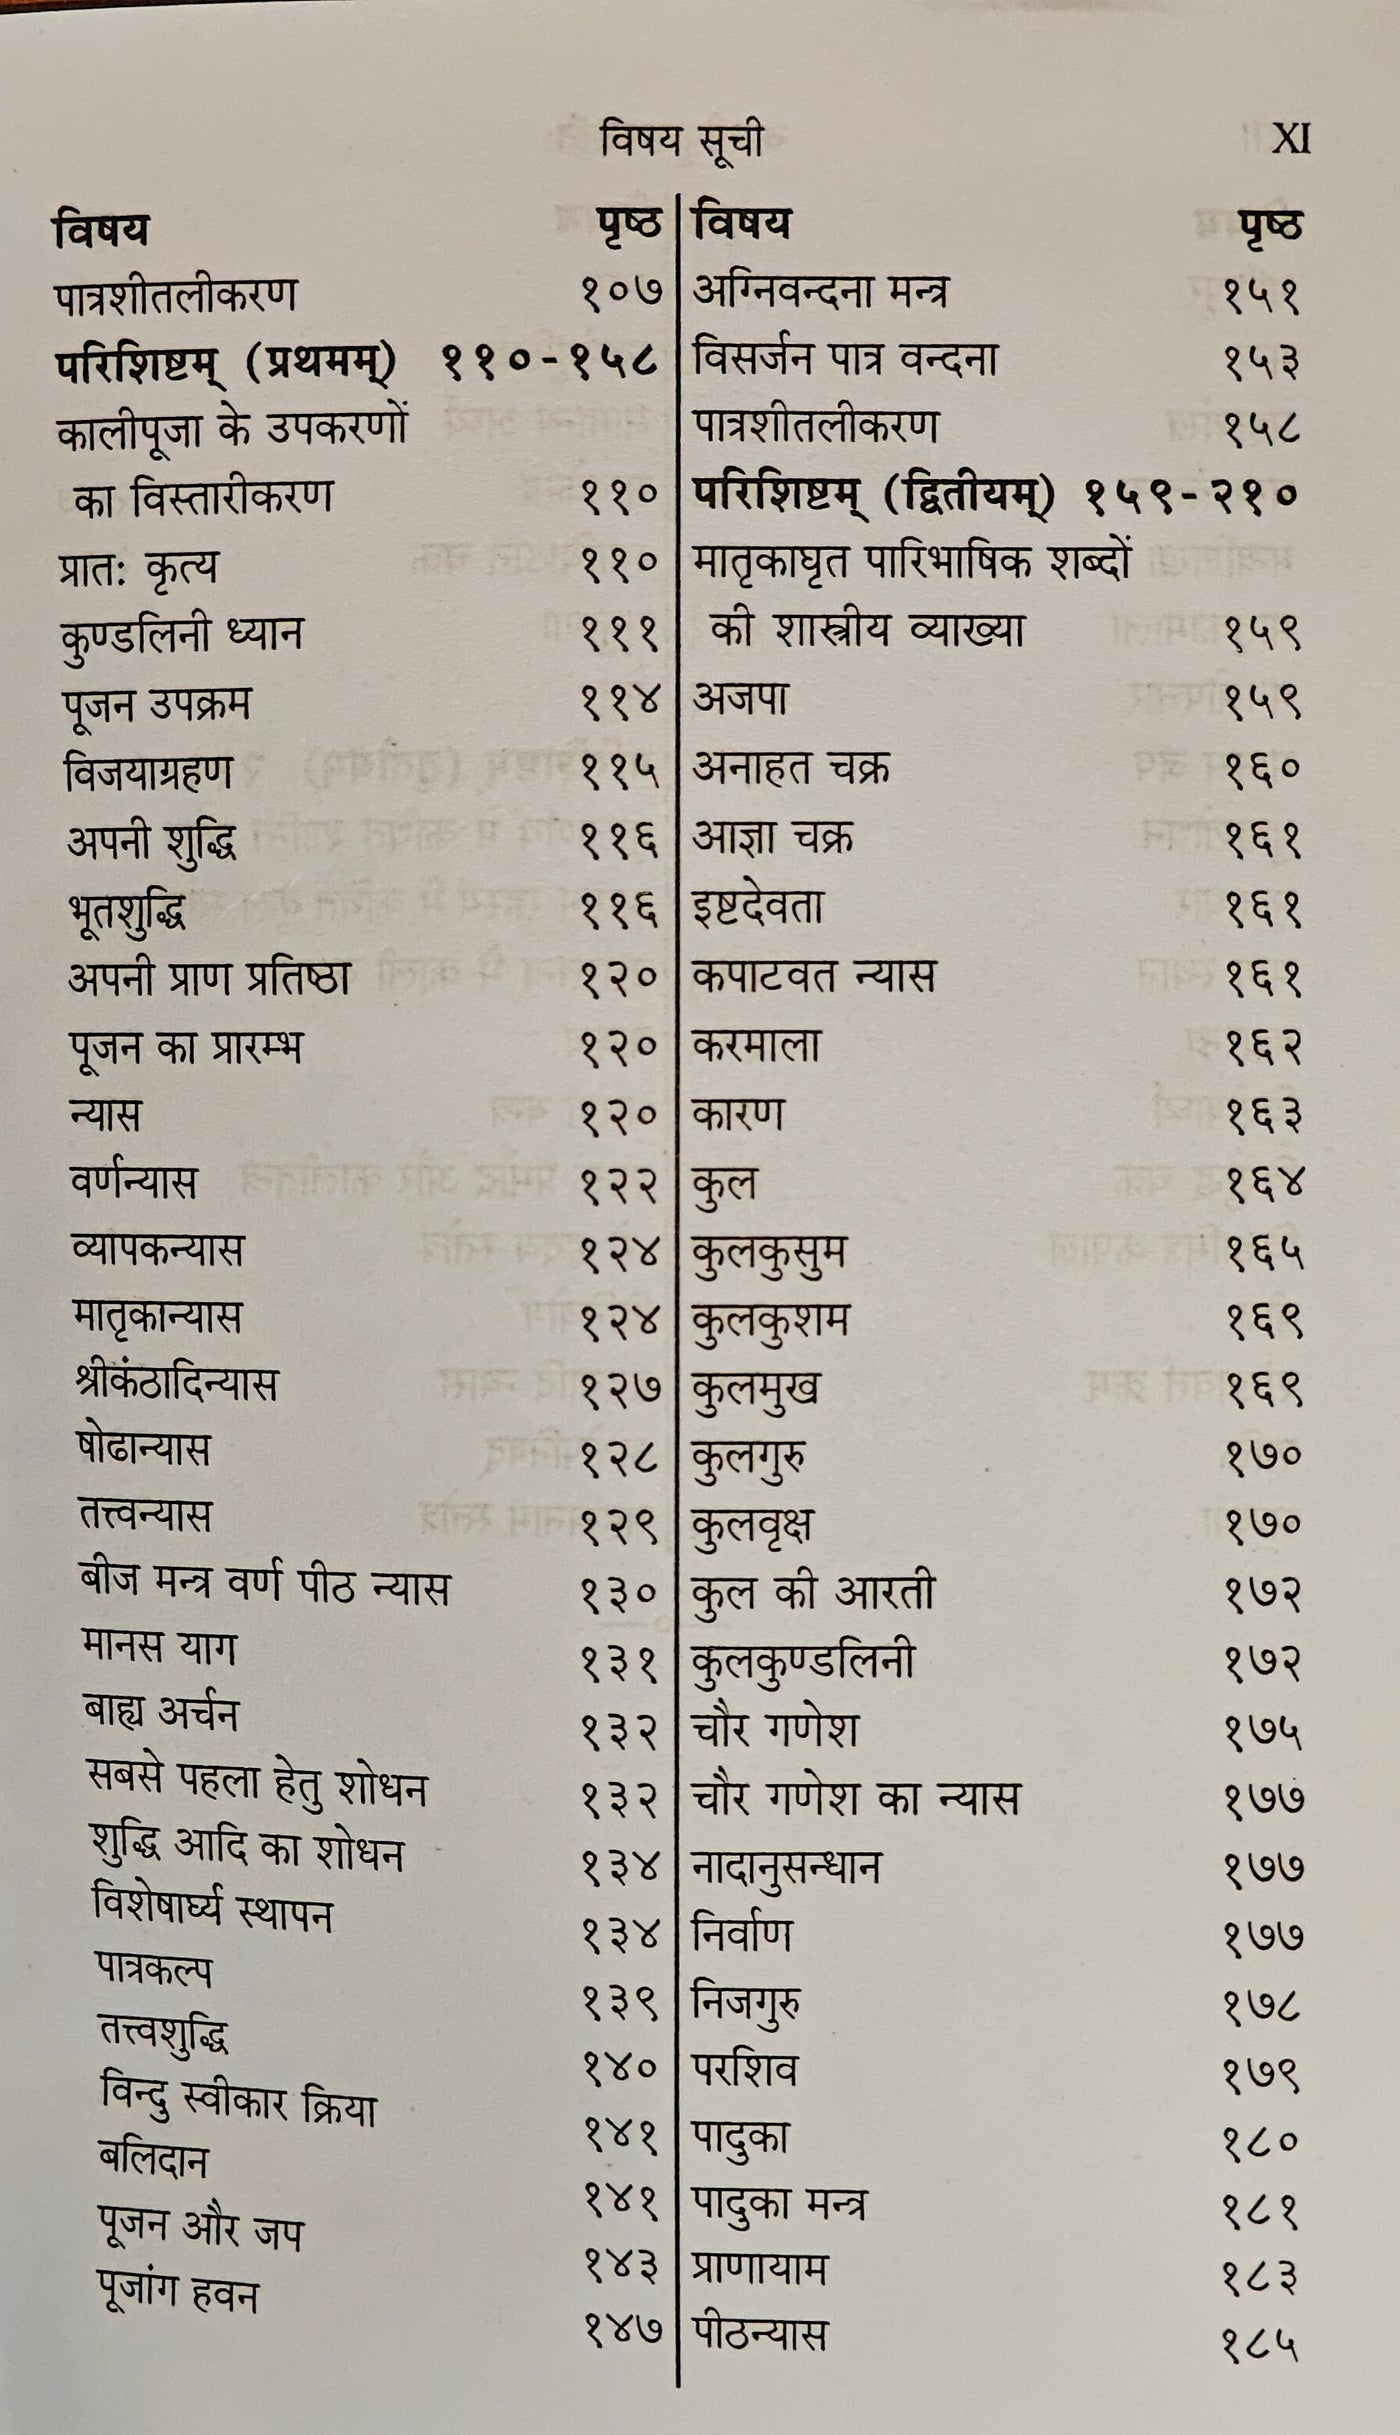 विषय सूची XI
विषय पृष्ठ
पात्रशीतलीकरण १०७
परिशिष्टम् (प्रथमम्) ११०-१५८
कालीपूजा के उपकरणों
का विस्तारीकरण ११०
प्रात: कृत्य ११०
कुण्डलिनी ध्यान १११
पूजन उपक्रम ११४
विजयाग्रहण ११५
अपनी शुद्धि ११६
भूतशुद्धि ११६
अपनी प्राण प्रतिष्ठा १२०
पूजन का प्रारम्भ १२०
न्यास १२०
वर्णन्यास १२२
व्यापकन्यास १२४
मातृकान्यास १२४
श्रीकंठादिन्यास १२७
षोढान्यास १२८
तत्त्वन्यास १२९
बीज मन्त्र वर्ण पीठ न्यास १३०
मानस याग १३१
बाह्य अर्चन १३२
सबसे पहला हेतु शोधन १३२
शुद्धि आदि का शोधन १३४
विशेषार्घ्य स्थापन १३४
पात्रकल्प १३९
तत्त्वशुद्धि १४०
विन्दु स्वीकार क्रिया १४१
बलिदान १४१
पूजन और जप १४३
पूजांग हवन १४७
विषय पृष्ठ
अग्निवन्दना मन्त्र १५१
विसर्जन पात्र वन्दना १५३
पात्रशीतलीकरण १५८
परिशिष्टम् (द्वितीयम्) १५९-२१०
मातृकाघृत पारिभाषिक शब्दों
की शास्त्रीय व्याख्या १५९
अजपा १५९
अनाहत चक्र १६०
आज्ञा चक्र १६१
इष्टदेवता १६१
कपाटवत न्यास १६१
करमाला १६२
कारण १६३
कुल १६४
कुलकुसुम १६५
कुलकुशम १६९
कुलमुख १६९
कुलगुरु १७०
कुलवृक्ष १७०
कुल की आरती १७२
कुलकुण्डलिनी १७२
चौर गणेश १७५
चौर गणेश का न्यास १७७
नादानुसन्धान १७७
निर्वाण १७७
निजगुरु १७८
परशिव १७९
पादुका १८०
पादुका मन्त्र १८१
प्राणायाम १८३
पीठन्यास १८५